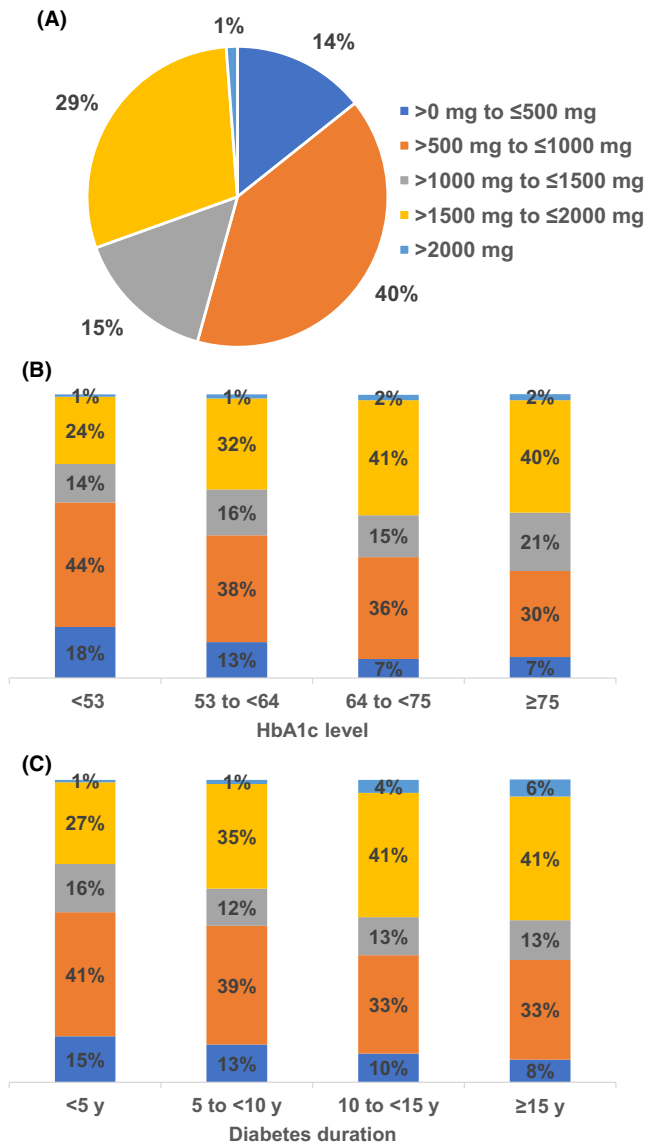 (A)
1%
14%
29%
40%
15%
>0 mg to ≤500 mg
>500 mg to ≤1000 mg
>1000 mg to ≤1500 mg
>1500 mg to ≤2000 mg
>2000 mg
(B)
1% 1% 2% 2%
24% 32% 41% 40%
14% 16% 15% 21%
44% 38% 36% 30%
18% 13% 7% 7%
<53 53 to <64 64 to <75 ≥75
HbA1c level
(C)
1% 1% 4% 6%
27% 35% 41% 41%
16% 12% 13% 13%
41% 39% 33% 33%
15% 13% 10% 8%
<5 y 5 to <10 y 10 to <15 y ≥15 y
Diabetes duration